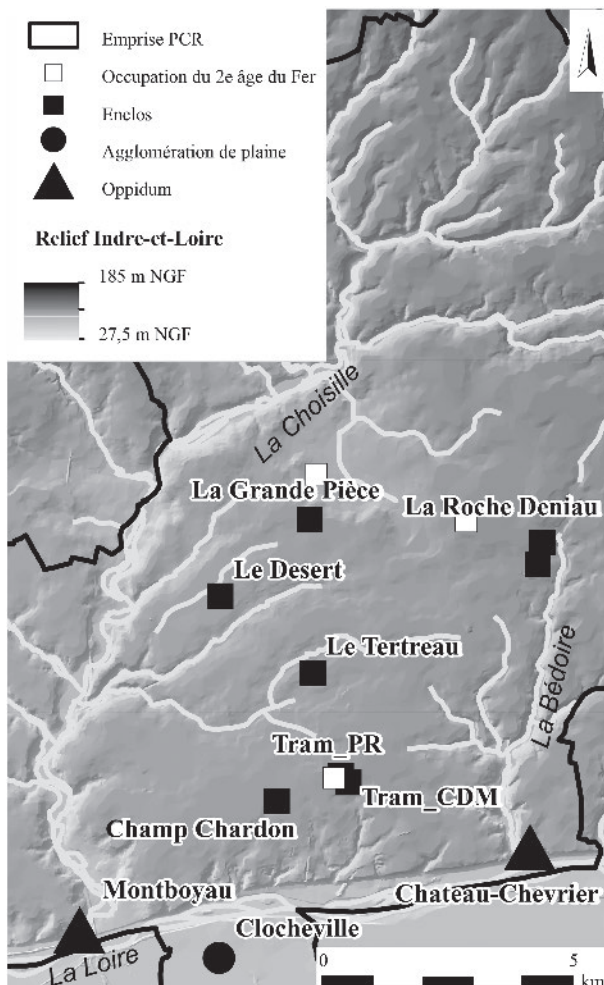 Emprise PCR
Occupation du 2e âge du Fer
Enclos
Agglomération de plaine
Oppidum
Relief Indre-et-Loire
185 m NGF
27,5 m NGF
La Choisille
La Grande Pièce
La Roche Deniau
Le Desert
Le Tertreau
La Bédoire
Tram_PR
Tram_CDM
Champ Chardon
Montboyau
Chateau-Chevrier
Clocheville
La Loire
0 5
km